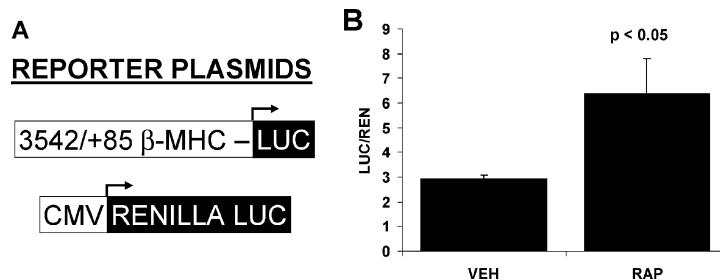 A
REPORTER PLASMIDS
3542/+85 β-MHC – LUC
CMV RENILLA LUC
B
p < 0.05
LUC/REN
9
8
7
6
5
4
3
2
1
0
VEH RAP